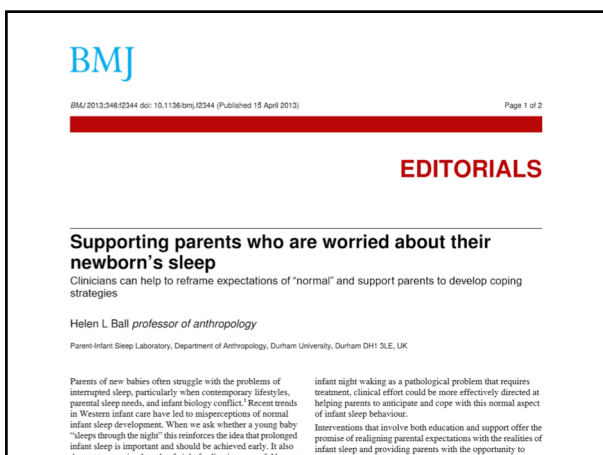 BMJ
BMJ 2013;346:f2344 doi: 10.1136/bmj.f2344 (Published 15 April 2013)
Page 1 of 2
EDITORIALS
Supporting parents who are worried about their
newborn's sleep
Clinicians can help to reframe expectations of “normal” and support parents to develop coping
strategies
Helen L Ball professor of anthropology
Parent-Infant Sleep Laboratory, Department of Anthropology, Durham University, Durham DH1 3LE, UK
Parents of new babies often struggle with the problems of
interrupted sleep, particularly when contemporary lifestyles,
parental sleep needs, and infant biology conflict.1 Recent trends
in Western infant care have led to misperceptions of normal
infant sleep development. When we ask whether a young baby
“sleeps through the night” this reinforces the idea that prolonged
infant sleep is important and should be achieved early. It also
infant night waking as a pathological problem that requires
treatment, clinical effort could be more effectively directed at
helping parents to anticipate and cope with this normal aspect
of infant sleep behaviour.
Interventions that involve both education and support offer the
promise of realigning parental expectations with the realities of
infant sleep and providing parents with the opportunity to